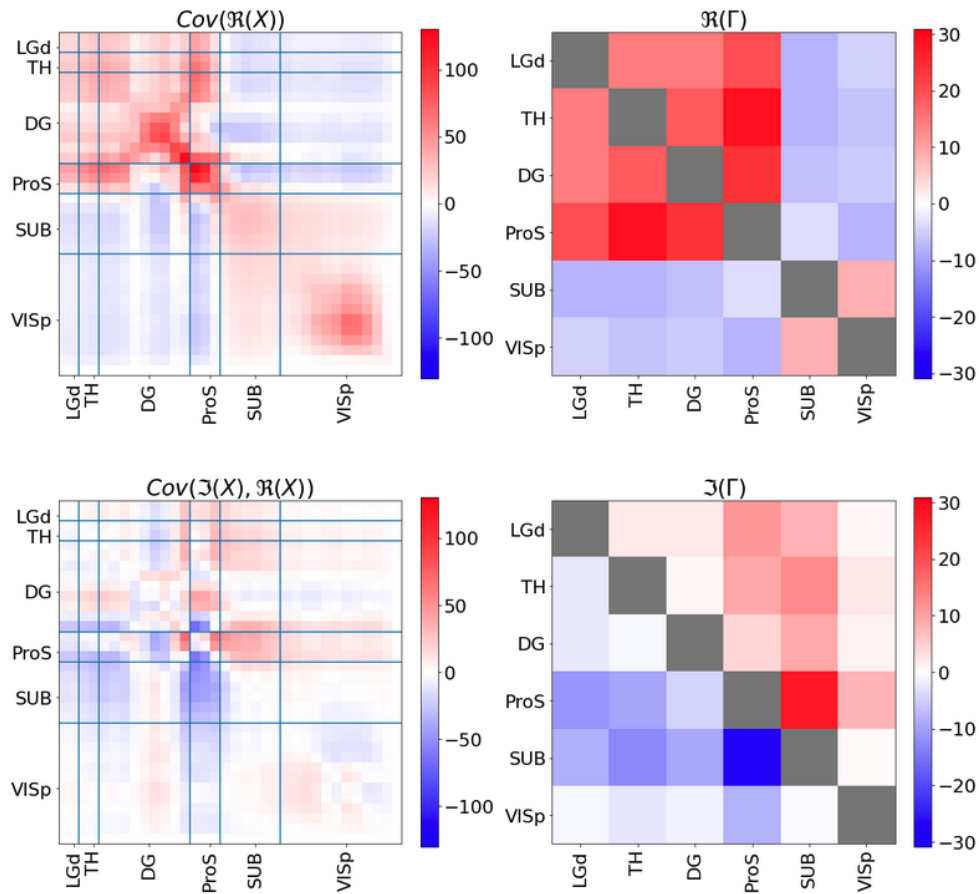 Cov(ℜ(X))
LGd
TH
DG
ProS
SUB
VISp
LGd
TH
DG
ProS
SUB
VISp
100
50
0
−50
−100
ℜ(Γ)
LGd
TH
DG
ProS
SUB
VISp
LGd
TH
DG
ProS
SUB
VISp
30
20
10
0
−10
−20
−30
Cov(ℑ(X), ℜ(X))
LGd
TH
DG
ProS
SUB
VISp
LGd
TH
DG
ProS
SUB
VISp
100
50
0
−50
−100
ℑ(Γ)
LGd
TH
DG
ProS
SUB
VISp
LGd
TH
DG
ProS
SUB
VISp
30
20
10
0
−10
−20
−30